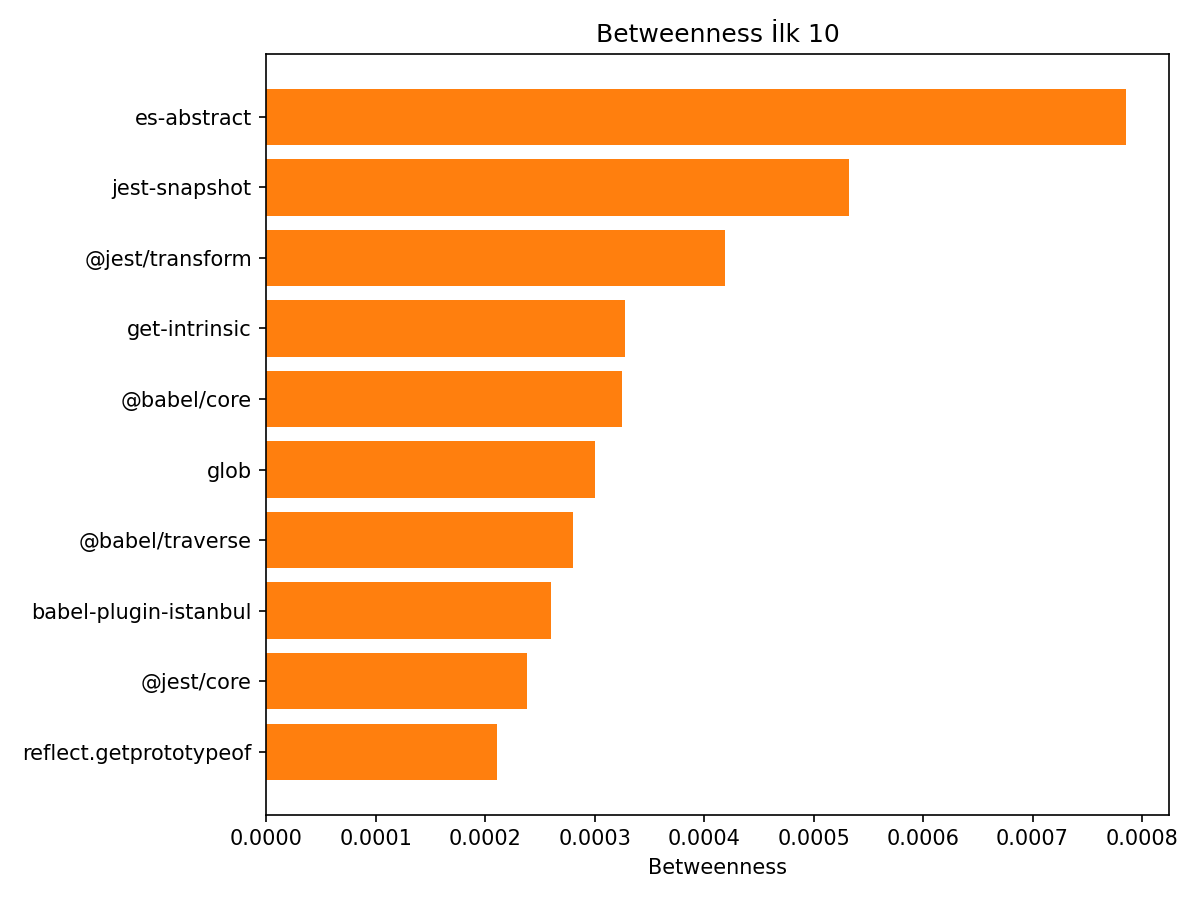 Betweenness İlk 10
es-abstract
jest-snapshot
@jest/transform
get-intrinsic
@babel/core
glob
@babel/traverse
babel-plugin-istanbul
@jest/core
reflect.getprototypeof
0.0000 0.0001 0.0002 0.0003 0.0004 0.0005 0.0006 0.0007 0.0008
Betweenness